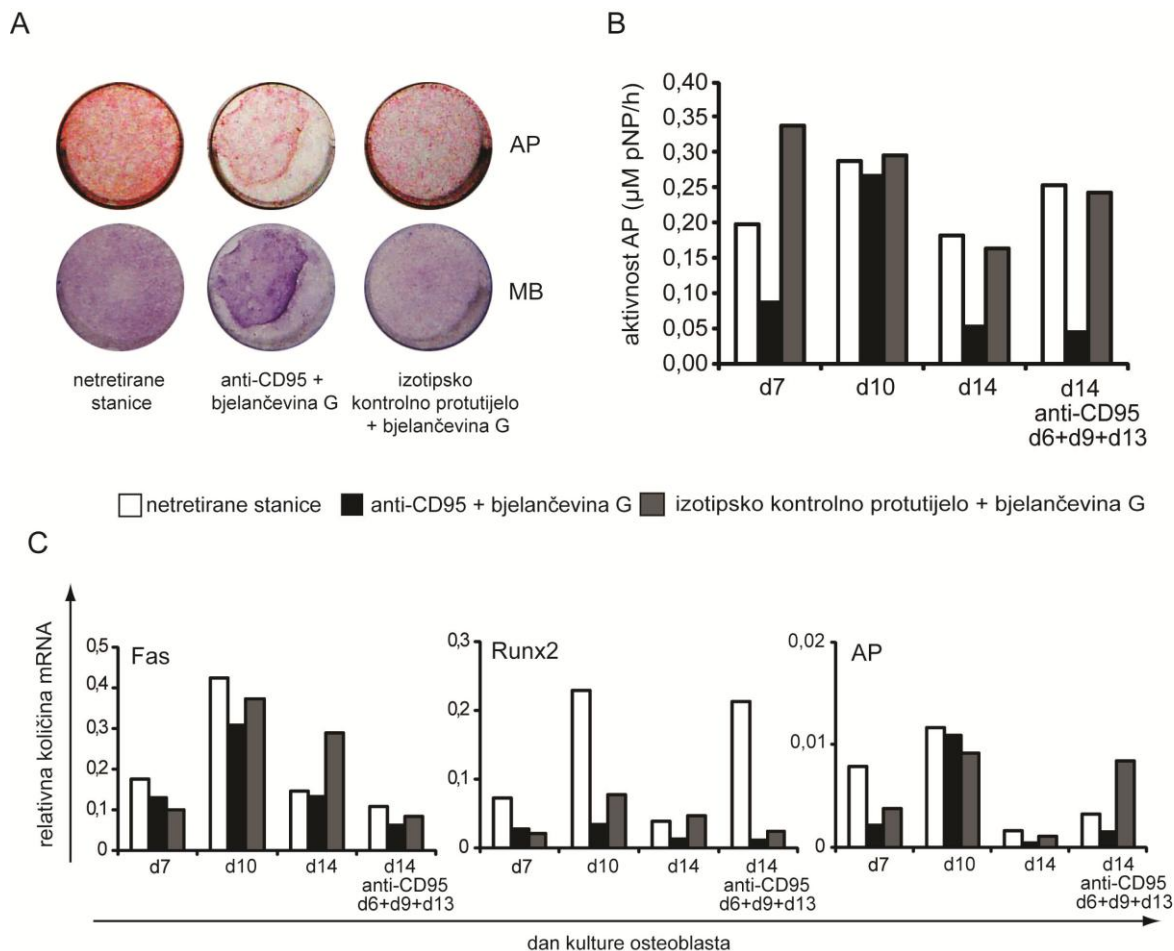 A
AP
MB
netretirane
stanice
anti-CD95 +
bjelančevina G
izotipsko
kontrolno protutijelo
+ bjelančevina G
B
aktivnost AP (µM pNP/h)
0,40
0,35
0,30
0,25
0,20
0,15
0,10
0,05
0,00
d7
d10
d14
d14
anti-CD95
d6+d9+d13
netretirane stanice
anti-CD95 + bjelančevina G
izotipsko kontrolno protutijelo + bjelančevina G
C
relativna količina mRNA
Fas
0,5
0,4
0,3
0,2
0,1
0
d7
d10
d14
d14
anti-CD95
d6+d9+d13
Runx2
0,3
0,2
0,1
0
d7
d10
d14
d14
anti-CD95
d6+d9+d13
AP
0,02
0,01
0
d7
d10
d14
d14
anti-CD95
d6+d9+d13
dan kulture osteoblasta